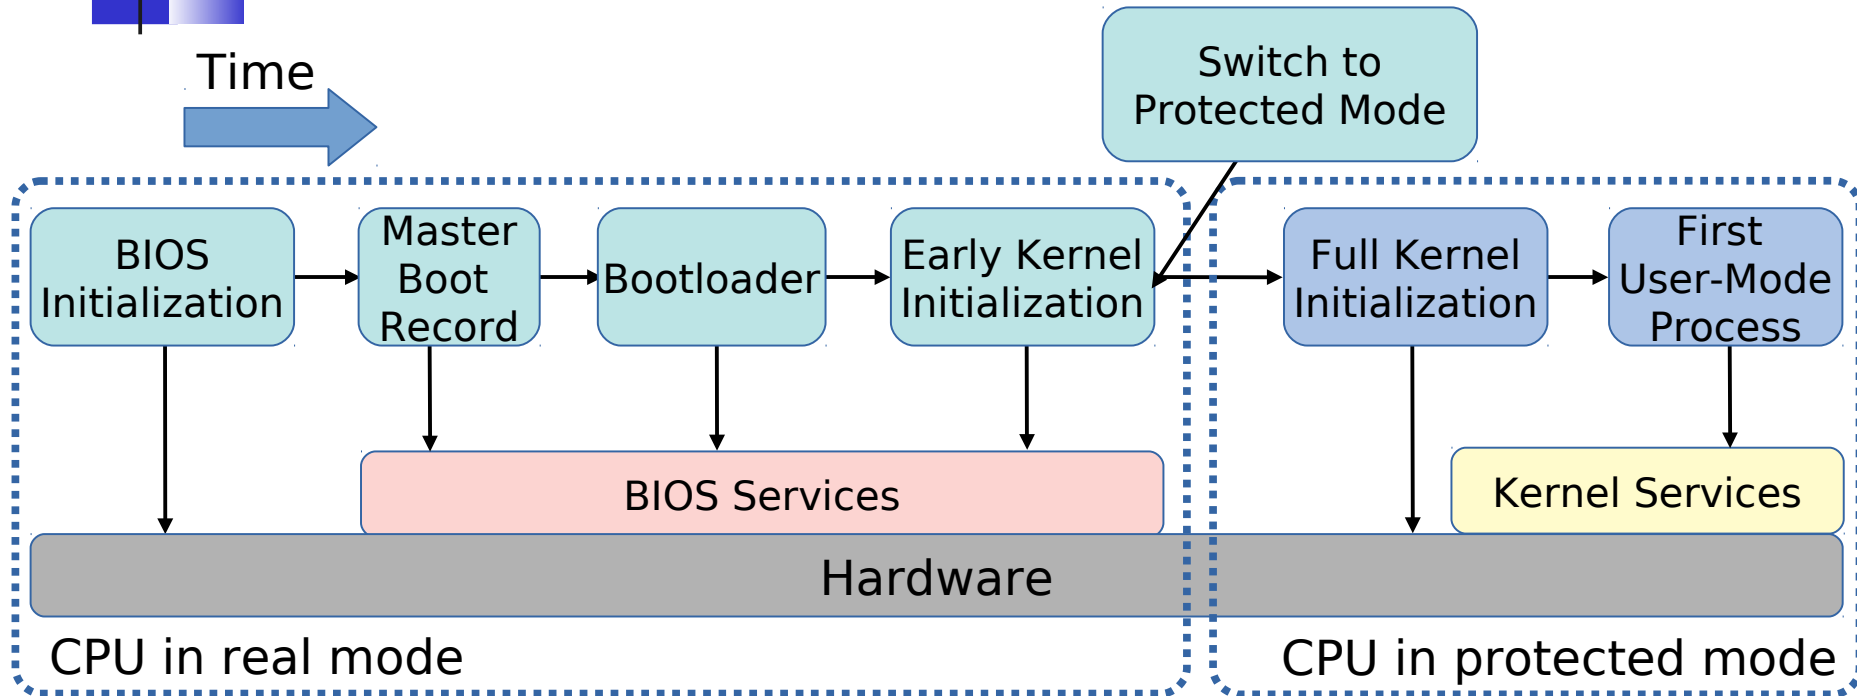 Time
Switch to
Protected Mode
BIOS
Initialization
Master
Boot
Record
Bootloader
Early Kernel
Initialization
Full Kernel
Initialization
First
User-Mode
Process
BIOS Services
Kernel Services
Hardware
CPU in real mode
CPU in protected mode